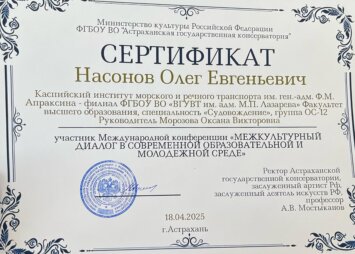 Министерство культуры Российской Федерации
ФГБОУ ВО "Астраханская государственная консерватория"
СЕРТИФИКАТ
Насонов Олег Евгеньевич
Каспийский институт морского и речного транспорта им. ген.-адм. Ф.М.
Апраксина - филиал ФГБОУ ВО «ВГУВТ им. адм. М.П. Лазарева» Факультет
высшего образования, специальность «Судовождение», группа ОС-12
Руководитель Морозова Оксана Викторовна
участник Международной конференции «МЕЖКУЛЬТУРНЫЙ
ДИАЛОГ В СОВРЕМЕННОЙ ОБРАЗОВАТЕЛЬНОЙ И
МОЛОДЕЖНОЙ СРЕДЕ»
Ректор Астраханской
государственной консерватории,
заслуженный артист РФ,
заслуженный деятель искусств РФ,
профессор
А.В. Мостыканов
18.04.2025
г.Астрахань